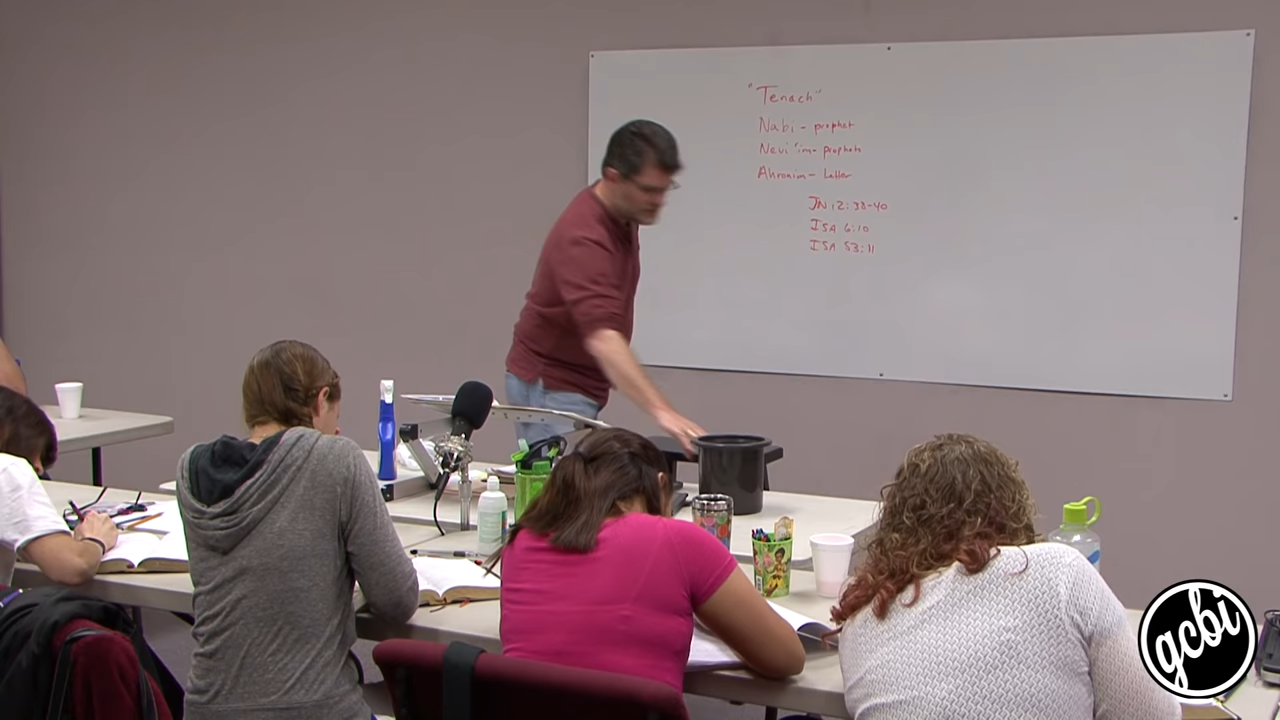 "Tenach"
Nabi - prophet
Nevi'im - prophets
Ahronim - Latter
JN 12:38-40
ISA 6:10
ISA 53:11
gcbi